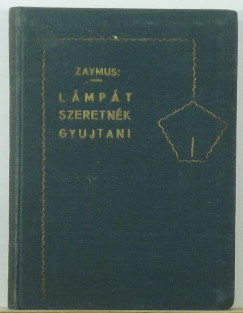 ZAYMUS:
LÁMPÁT
SZERETNÉK
GYUJTANI